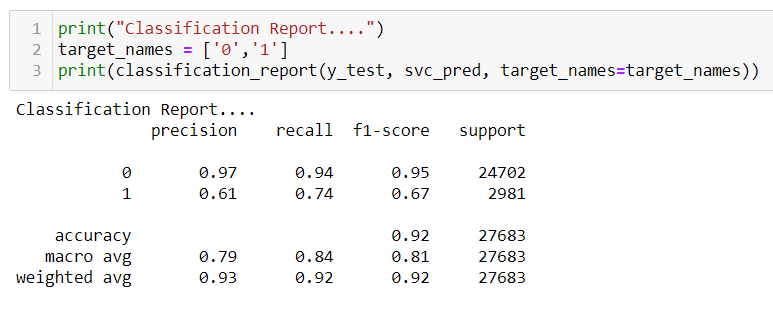 1 print("Classification Report....")
2 target_names = ['0','1']
3 print(classification_report(y_test, svc_pred, target_names=target_names))
Classification Report....
precision recall f1-score support
0 0.97 0.94 0.95 24702
1 0.61 0.74 0.67 2981
accuracy 0.92 27683
macro avg 0.79 0.84 0.81 27683
weighted avg 0.93 0.92 0.92 27683